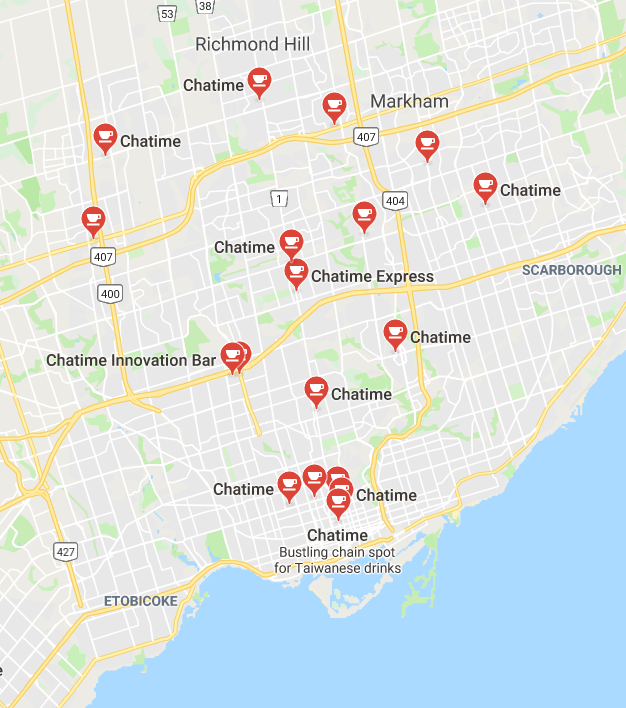 38
53
Richmond Hill
Chatime
Markham
407
Chatime
Chatime
1
404
Chatime
407
Chatime Express
SCARBOROUGH
400
Chatime
Chatime Innovation Bar
Chatime
Chatime
Chatime
Chatime
Bustling chain spot
for Taiwanese drinks
427
ETOBICOKE
e